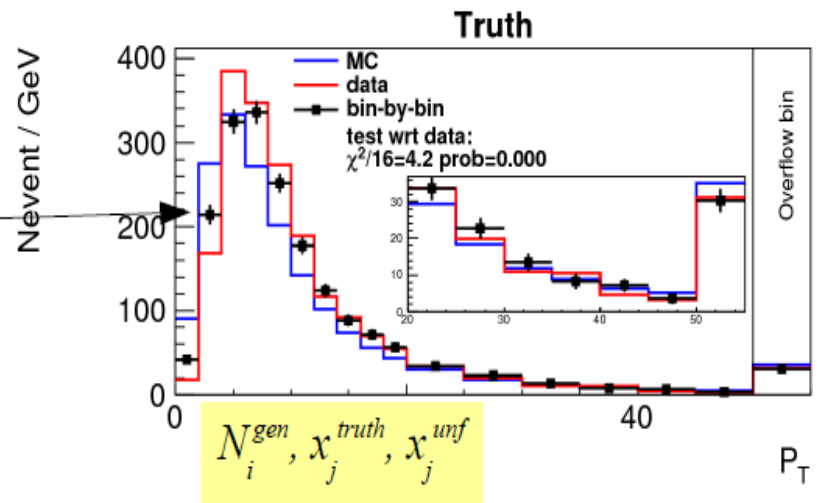 Truth
Nevent / GeV
400
300
200
100
0
MC
data
bin-by-bin
test wrt data:
χ²/16=4.2 prob=0.000
30
20
10
0
20
30
40
50
Overflow bin
0
40
P_T
N_i^{gen}, x_j^{truth}, x_j^{unf}